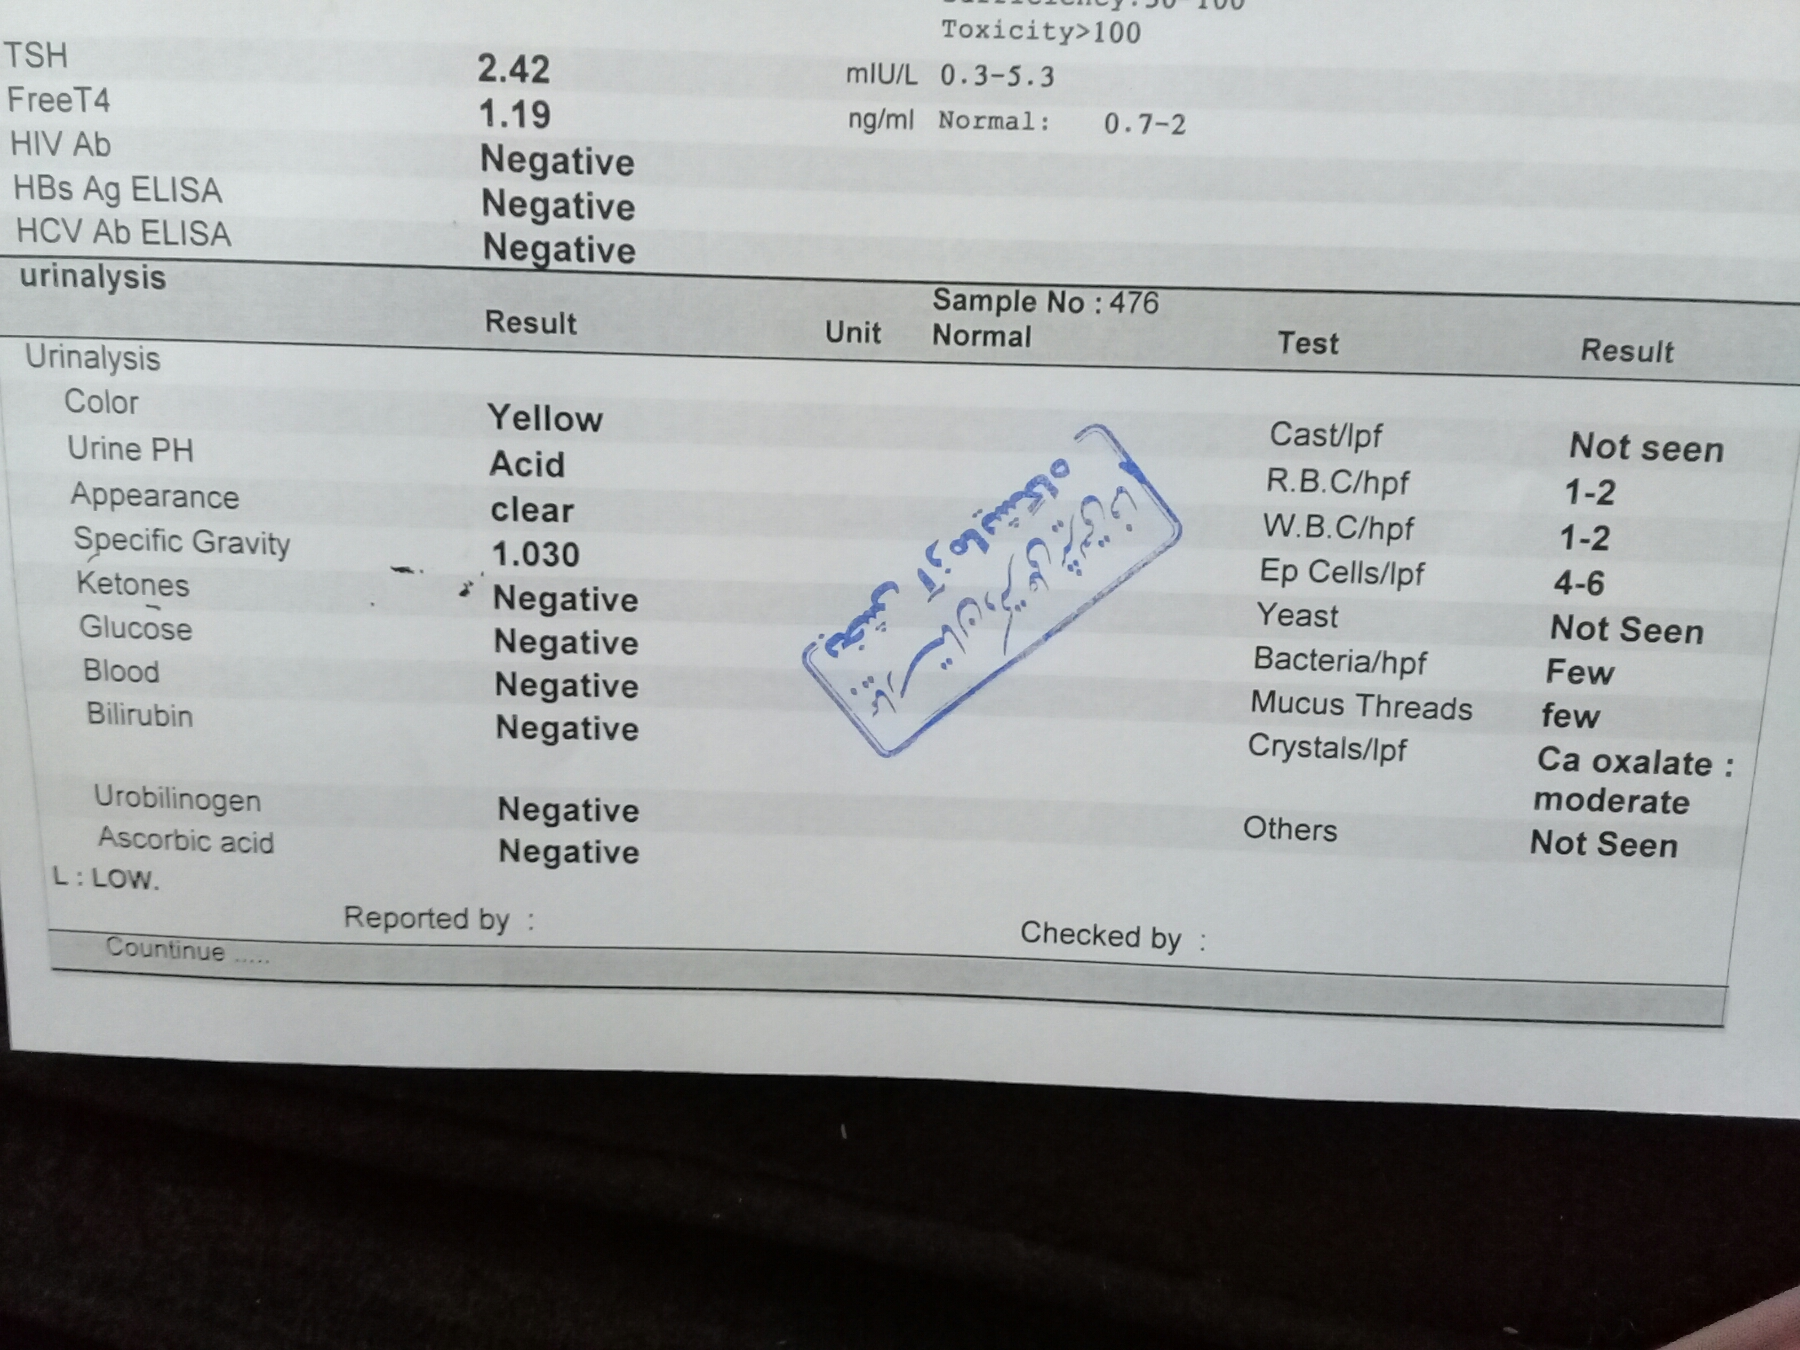 Toxicity>100
TSH 2.42 mIU/L 0.3-5.3
FreeT4 1.19 ng/ml Normal: 0.7-2
HIV Ab Negative
HBs Ag ELISA Negative
HCV Ab ELISA Negative
urinalysis Sample No : 476
Result Unit Normal Test Result
Urinalysis
Color Yellow Cast/lpf Not seen
Urine PH Acid R.B.C/hpf 1-2
Appearance clear W.B.C/hpf 1-2
Specific Gravity 1.030 Ep Cells/lpf 4-6
Ketones Negative Yeast Not Seen
Glucose Negative Bacteria/hpf Few
Blood Negative Mucus Threads few
Bilirubin Negative Crystals/lpf Ca oxalate :
moderate
Urobilinogen Negative Others Not Seen
Ascorbic acid Negative
L : LOW.
Reported by : Checked by :
Countinue .....
بخش آزمایشگاه